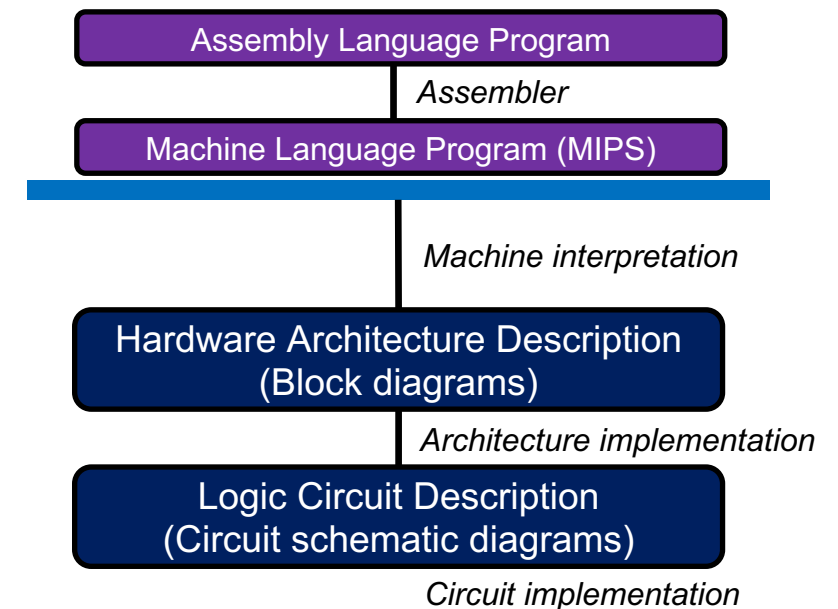 Assembly Language Program
Assembler
Machine Language Program (MIPS)
Machine interpretation
Hardware Architecture Description
(Block diagrams)
Architecture implementation
Logic Circuit Description
(Circuit schematic diagrams)
Circuit implementation